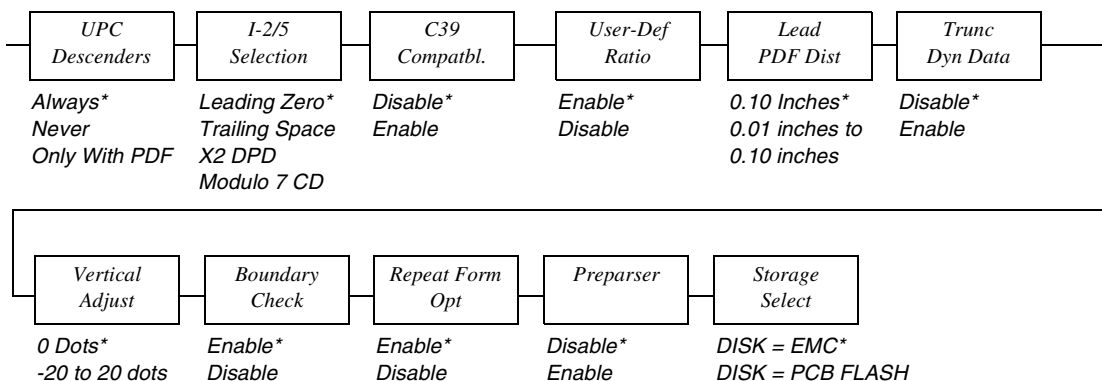 UPC
Descenders
Always*
Never
Only With PDF
I-2/5
Selection
Leading Zero*
Trailing Space
X2 DPD
Modulo 7 CD
C39
Compatbl.
Disable*
Enable
User-Def
Ratio
Enable*
Disable
Lead
PDF Dist
0.10 Inches*
0.01 inches to
0.10 inches
Trunc
Dyn Data
Disable*
Enable
Vertical
Adjust
0 Dots*
-20 to 20 dots
Boundary
Check
Enable*
Disable
Repeat Form
Opt
Enable*
Disable
Preparser
Disable*
Enable
Storage
Select
DISK = EMC*
DISK = PCB FLASH